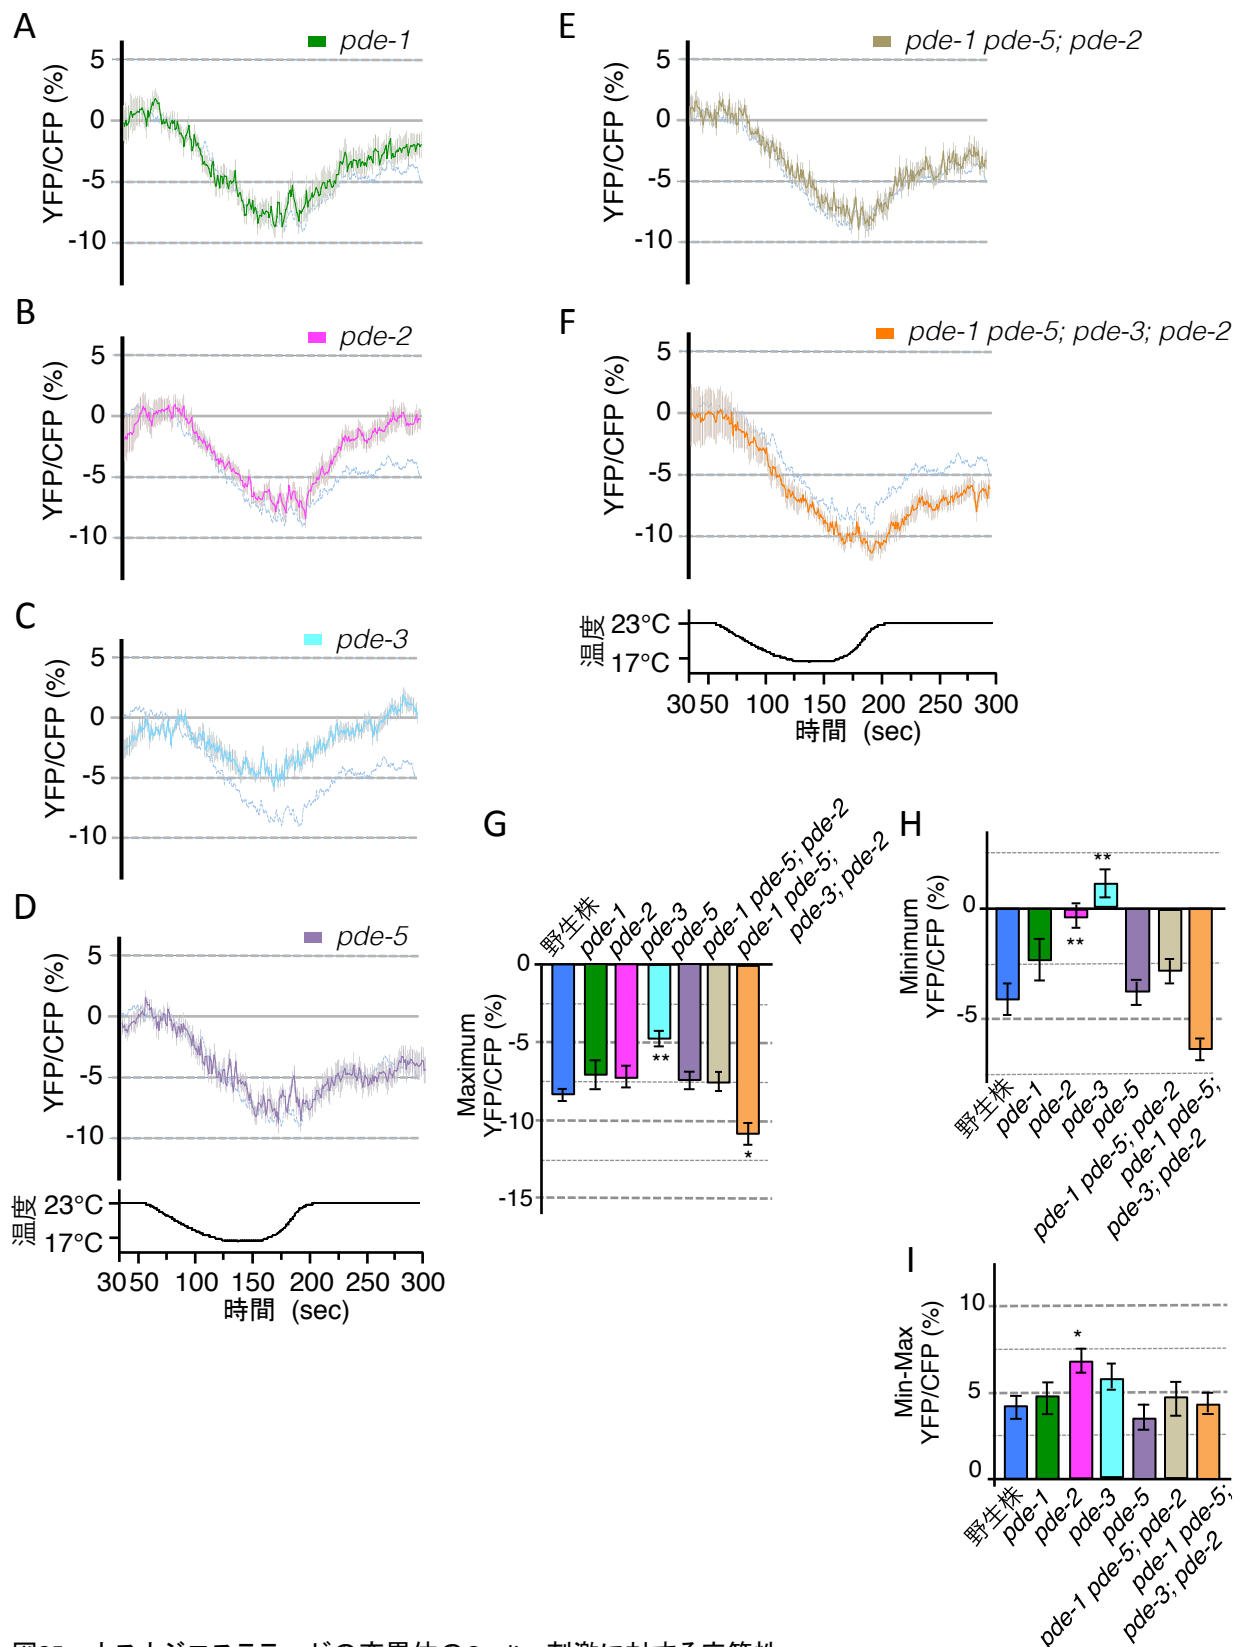 A
pde-1
YFP/CFP (%)
5
0
-5
-10
B
pde-2
YFP/CFP (%)
5
0
-5
-10
C
pde-3
YFP/CFP (%)
5
0
-5
-10
D
pde-5
YFP/CFP (%)
5
0
-5
-10
温度
23°C
17°C
30 50 100 150 200 250 300
時間 (sec)
E
pde-1 pde-5; pde-2
YFP/CFP (%)
5
0
-5
-10
F
pde-1 pde-5; pde-3; pde-2
YFP/CFP (%)
5
0
-5
-10
温度
23°C
17°C
30 50 100 150 200 250 300
時間 (sec)
G
野生株
pde-1
pde-2
pde-3
pde-5
pde-1 pde-5; pde-2
pde-1 pde-5;
pde-3; pde-2
Maximum
YFP/CFP (%)
0
-5
-10
-15
**
*
H
Minimum
YFP/CFP (%)
0
-5
**
**
野生株
pde-1
pde-2
pde-3
pde-5
pde-1 pde-5; pde-2
pde-1 pde-5;
pde-3; pde-2
I
Min-Max
YFP/CFP (%)
10
5
0
*
野生株
pde-1
pde-2
pde-3
pde-5
pde-1 pde-5; pde-2
pde-1 pde-5;
pde-3; pde-2